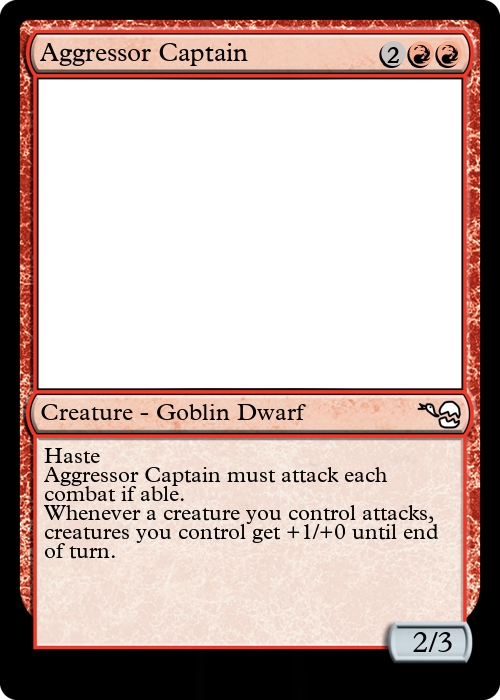 Aggressor Captain 2
Creature - Goblin Dwarf
Haste
Aggressor Captain must attack each
combat if able.
Whenever a creature you control attacks,
creatures you control get +1/+0 until end
of turn.
2/3